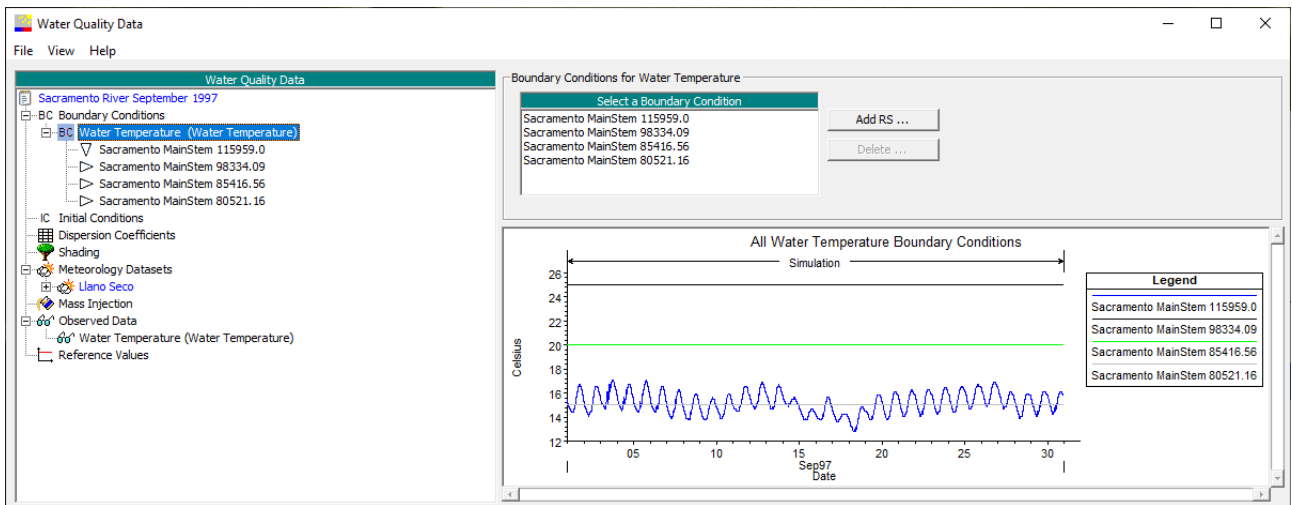 Water Quality Data
File View Help
Water Quality Data
Sacramento River September 1997
BC Boundary Conditions
BC Water Temperature (Water Temperature)
Sacramento MainStem 115959.0
Sacramento MainStem 98334.09
Sacramento MainStem 85416.56
Sacramento MainStem 80521.16
IC Initial Conditions
Dispersion Coefficients
Shading
Meteorology Datasets
Llano Seco
Mass Injection
Observed Data
Water Temperature (Water Temperature)
Reference Values
Boundary Conditions for Water Temperature
Select a Boundary Condition
Sacramento MainStem 115959.0
Sacramento MainStem 98334.09
Sacramento MainStem 85416.56
Sacramento MainStem 80521.16
Add RS ...
Delete ...
All Water Temperature Boundary Conditions
Simulation
26
24
22
20
18
16
14
12
Celsius
05 10 15 20 25 30
Sep97
Date
Legend
Sacramento MainStem 115959.0
Sacramento MainStem 98334.09
Sacramento MainStem 85416.56
Sacramento MainStem 80521.16